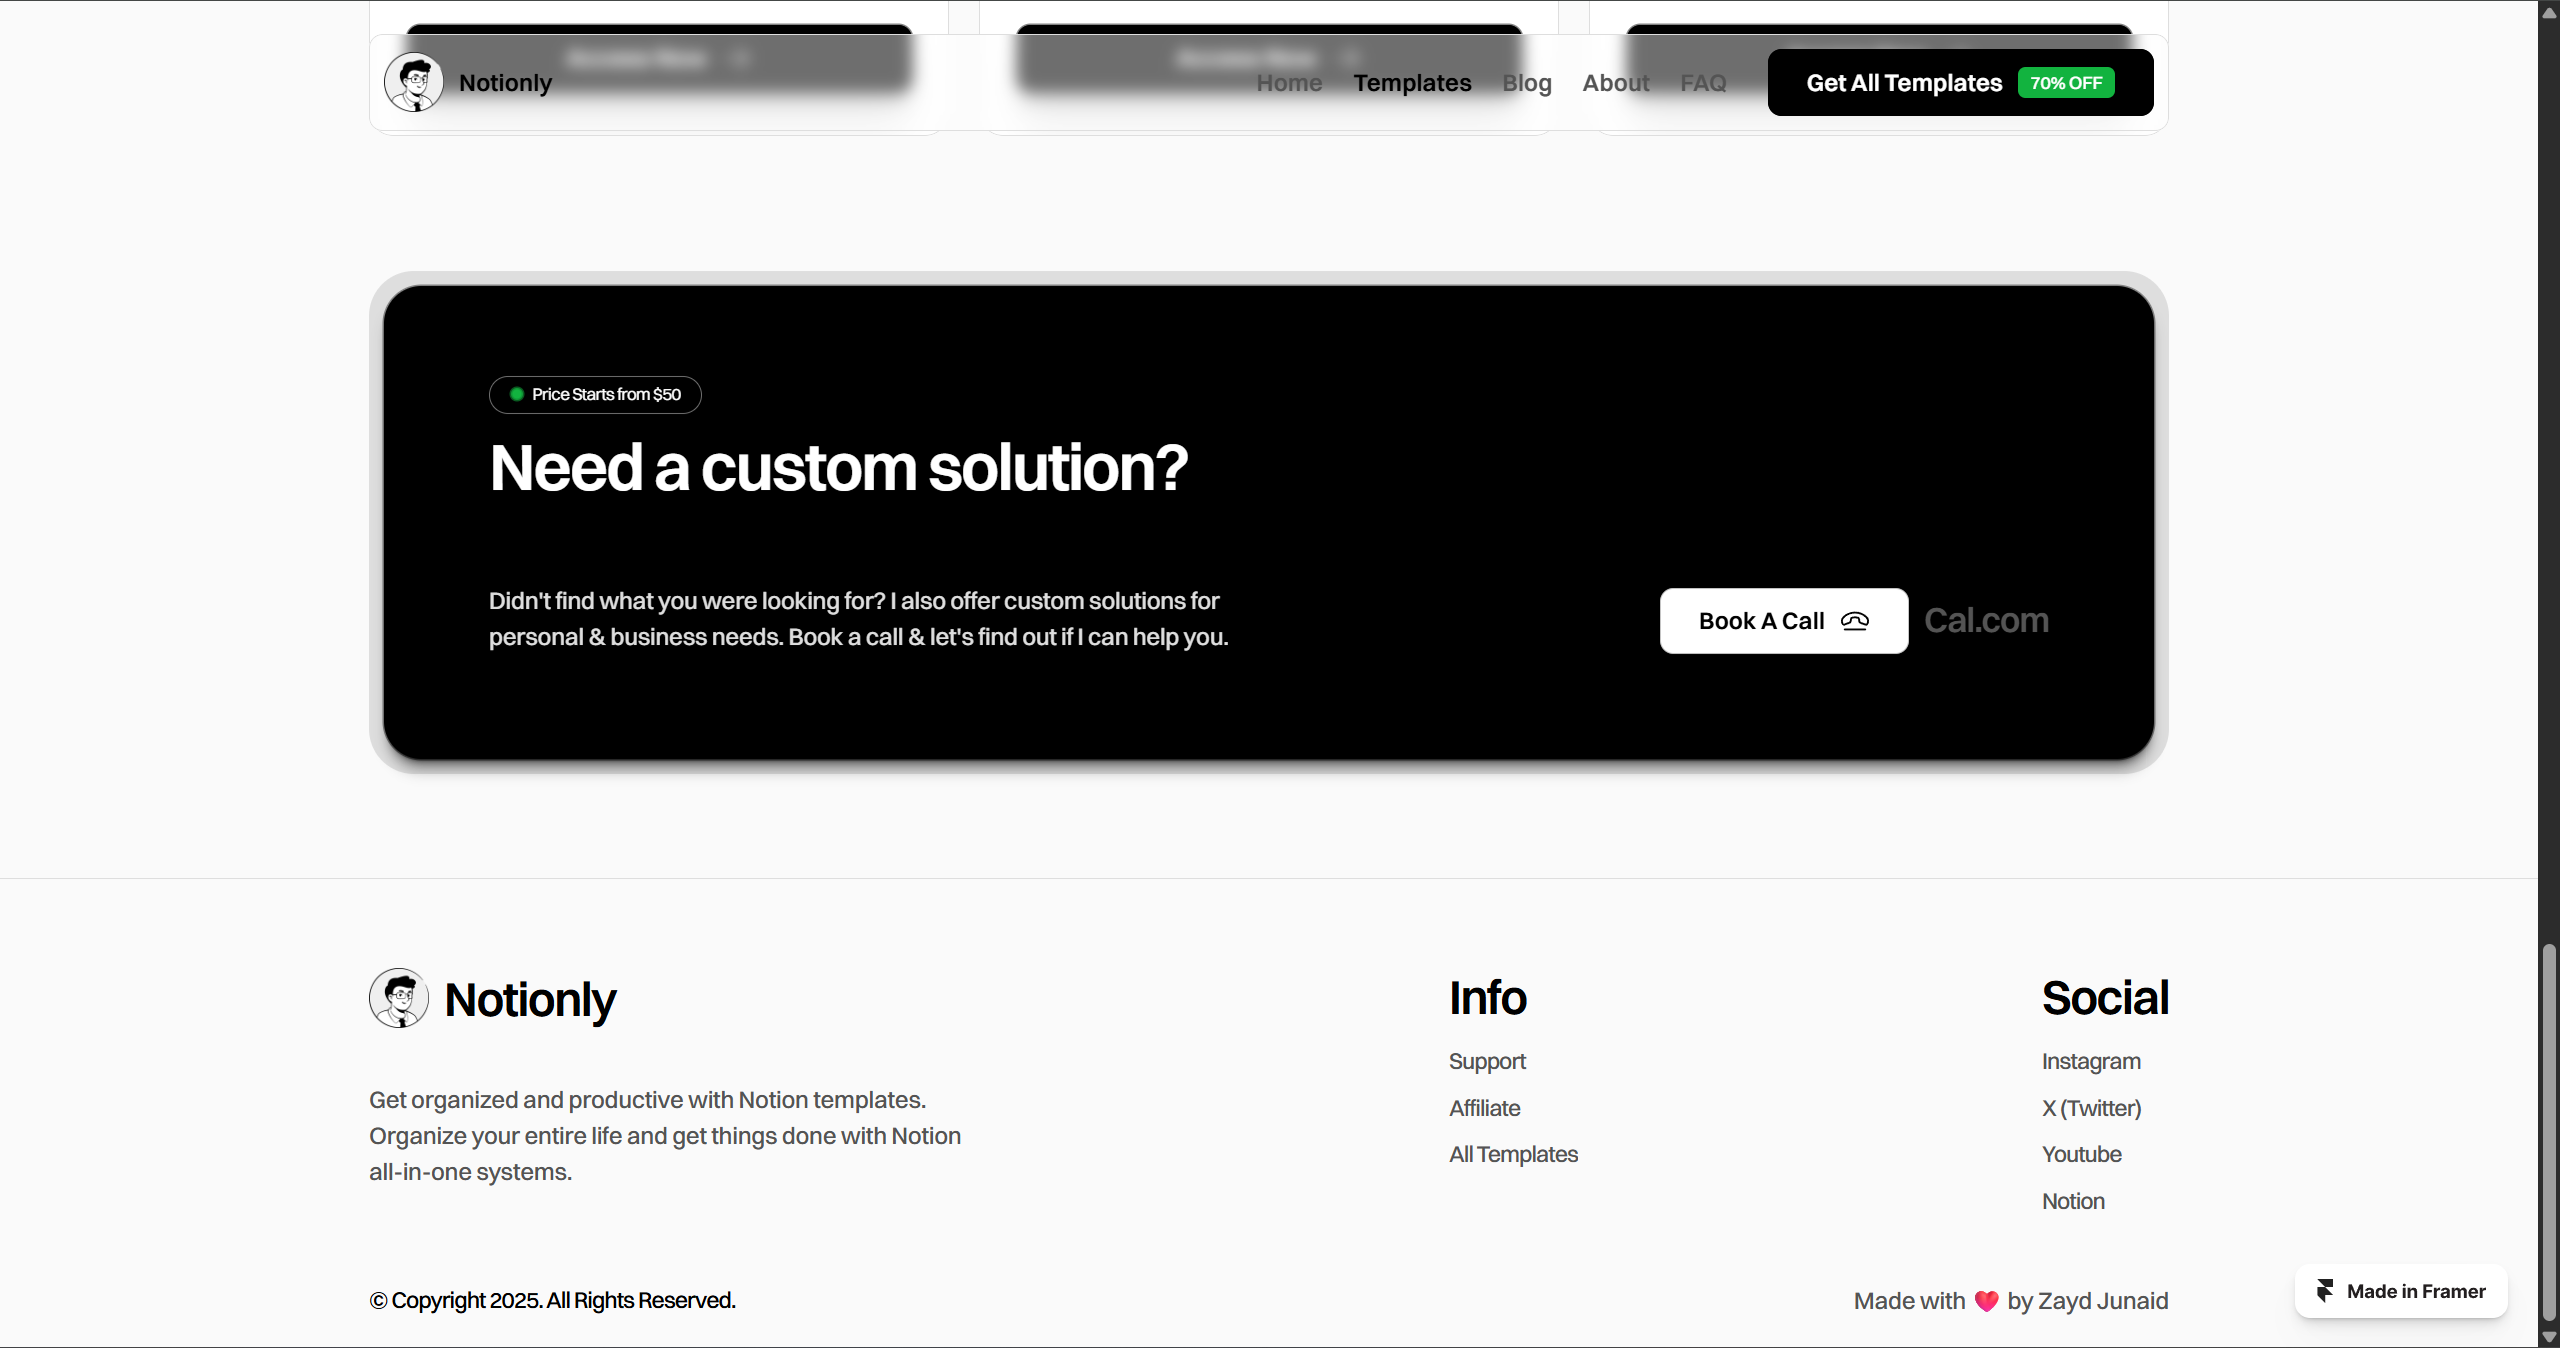 Access Now
Access Now
Notionly
Home
Templates
Blog
About
FAQ
Get All Templates
70% OFF
Price Starts from $50
Need a custom solution?
Didn't find what you were looking for? I also offer custom solutions for
personal & business needs. Book a call & let's find out if I can help you.
Book A Call
Cal.com
Notionly
Get organized and productive with Notion templates.
Organize your entire life and get things done with Notion
all-in-one systems.
Info
Support
Affiliate
All Templates
Social
Instagram
X (Twitter)
Youtube
Notion
© Copyright 2025. All Rights Reserved.
Made with ❤️ by Zayd Junaid
Made in Framer